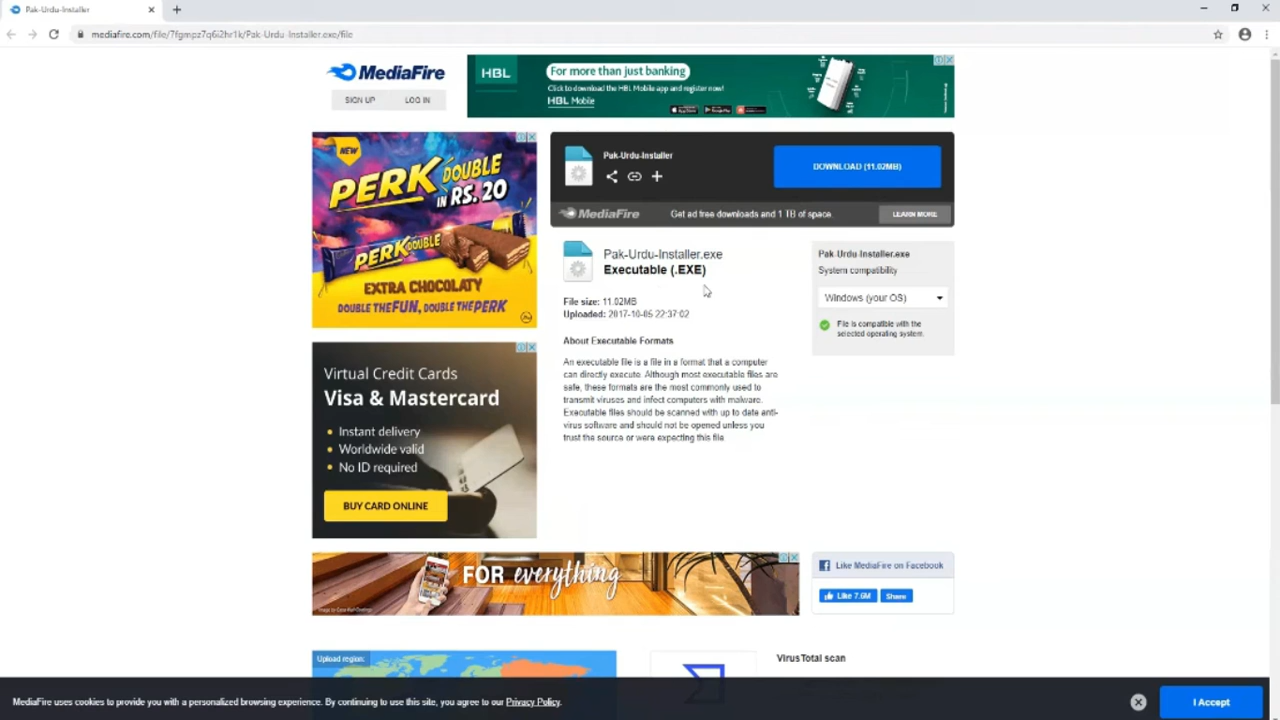 Pak-Urdu-Installer
mediafire.com/file/7fgmpz7q6i2hr1k/Pak-Urdu-Installer.exe/file
MediaFire
SIGN UP
LOG IN
HBL
For more than just banking
Click to download the HBL Mobile app and register now!
HBL Mobile
NEW
PERK DOUBLE
IN RS. 20
PERK DOUBLE
EXTRA CHOCOLATY
DOUBLE THE FUN, DOUBLE THE PERK
Pak-Urdu-Installer
DOWNLOAD (11.02MB)
MediaFire
Get ad free downloads and 1 TB of space.
LEARN MORE
Pak-Urdu-Installer.exe
Executable (.EXE)
File size: 11.02MB
Uploaded: 2017-10-05 22:37:02
About Executable Formats
An executable file is a file in a format that a computer
can directly execute. Although most executable files are
safe, these formats are the most commonly used to
transmit viruses and infect computers with malware.
Executable files should be scanned with up to date anti-
virus software and should not be opened unless you
trust the source or were expecting this file
Pak-Urdu-Installer.exe
System compatibility
Windows (your OS)
File is compatible with the
selected operating system.
Virtual Credit Cards
Visa & Mastercard
• Instant delivery
• Worldwide valid
• No ID required
BUY CARD ONLINE
FOR everything
Like MediaFire on Facebook
Like 7.6M
Share
Upload region:
VirusTotal scan
MediaFire uses cookies to provide you with a personalized browsing experience. By continuing to use this site, you agree to our Privacy Policy.
I Accept